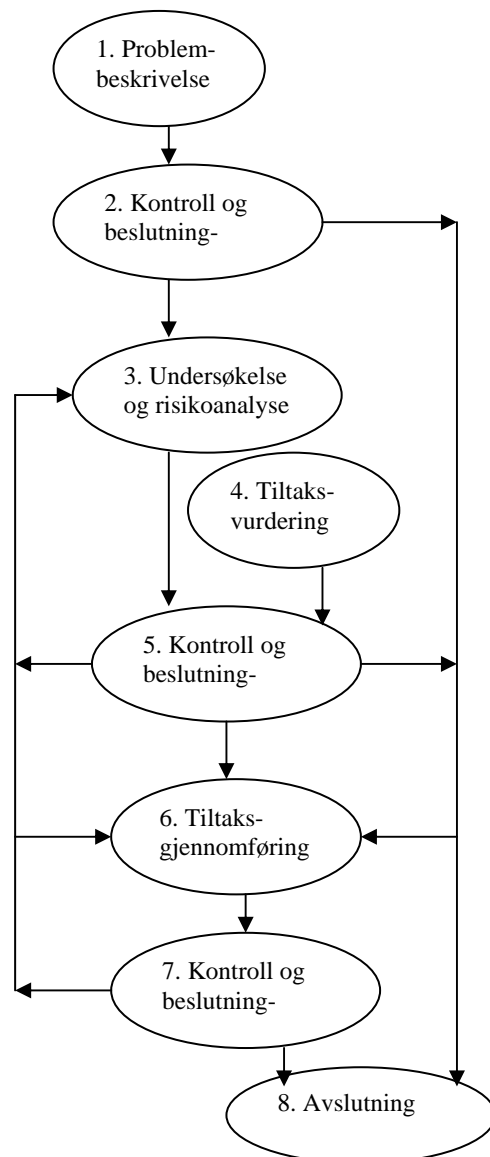 1. Problem-
beskrivelse
2. Kontroll og
beslutning-
3. Undersøkelse
og risikoanalyse
4. Tiltaks-
vurdering
5. Kontroll og
beslutning-
6. Tiltaks-
gjennomføring
7. Kontroll og
beslutning-
8. Avslutning